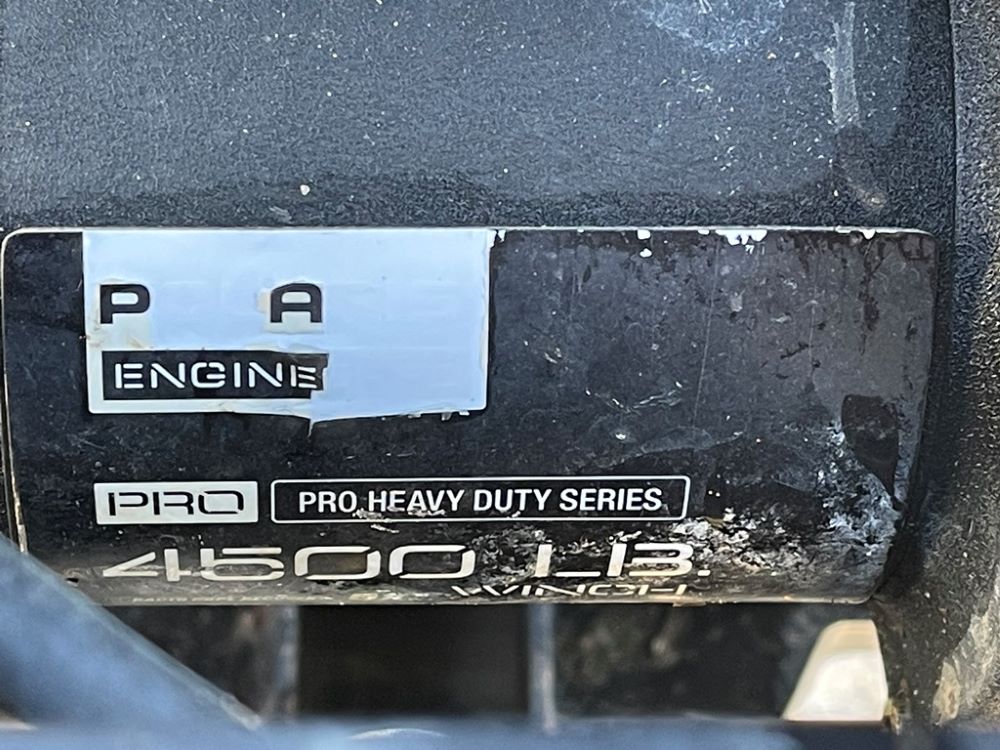 P A
ENGINE
PRO PRO HEAVY DUTY SERIES
4500 LB.
WINCH